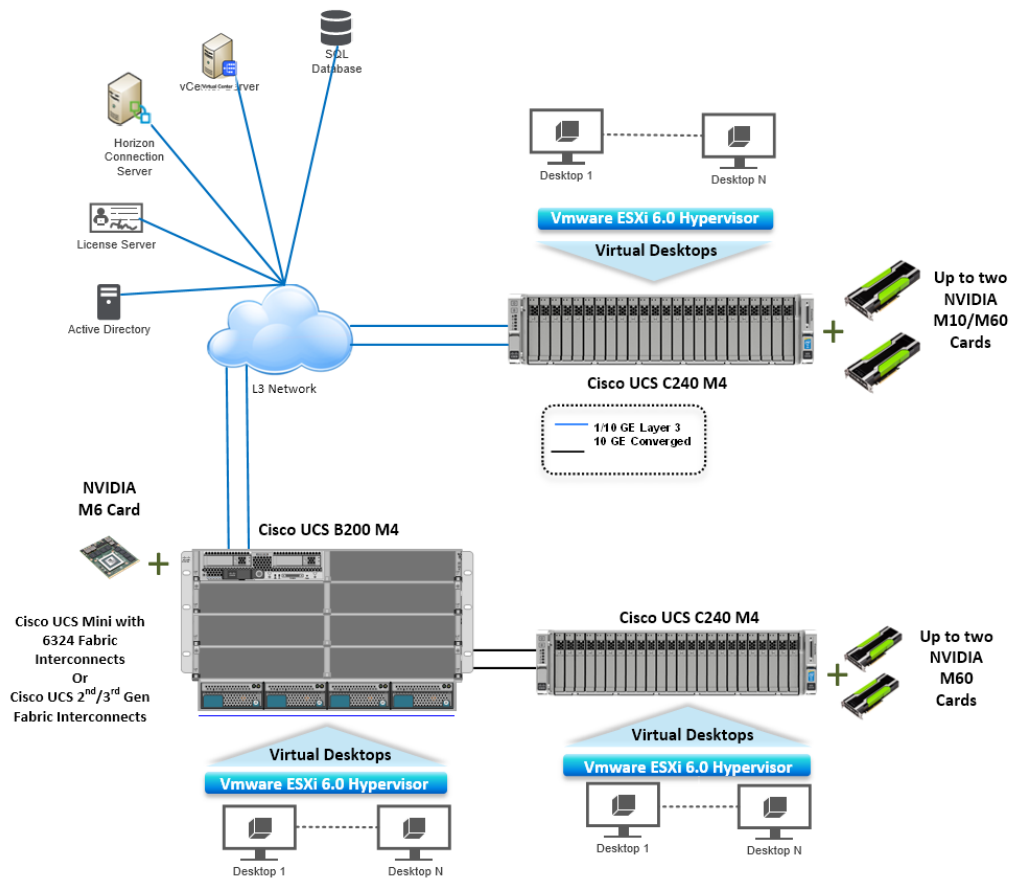 SQL
Database
vCenter Server
Virtual Center
Horizon
Connection
Server
License Server
Active Directory
L3 Network
Desktop 1
Desktop N
Vmware ESXi 6.0 Hypervisor
Virtual Desktops
Up to two
NVIDIA
M10/M60
Cards
Cisco UCS C240 M4
1/10 GE Layer 3
10 GE Converged
NVIDIA
M6 Card
Cisco UCS B200 M4
Cisco UCS Mini with
6324 Fabric
Interconnects
Or
Cisco UCS 2nd/3rd Gen
Fabric Interconnects
Cisco UCS C240 M4
Up to two
NVIDIA
M60
Cards
Virtual Desktops
Vmware ESXi 6.0 Hypervisor
Desktop 1
Desktop N
Virtual Desktops
Vmware ESXi 6.0 Hypervisor
Desktop 1
Desktop N